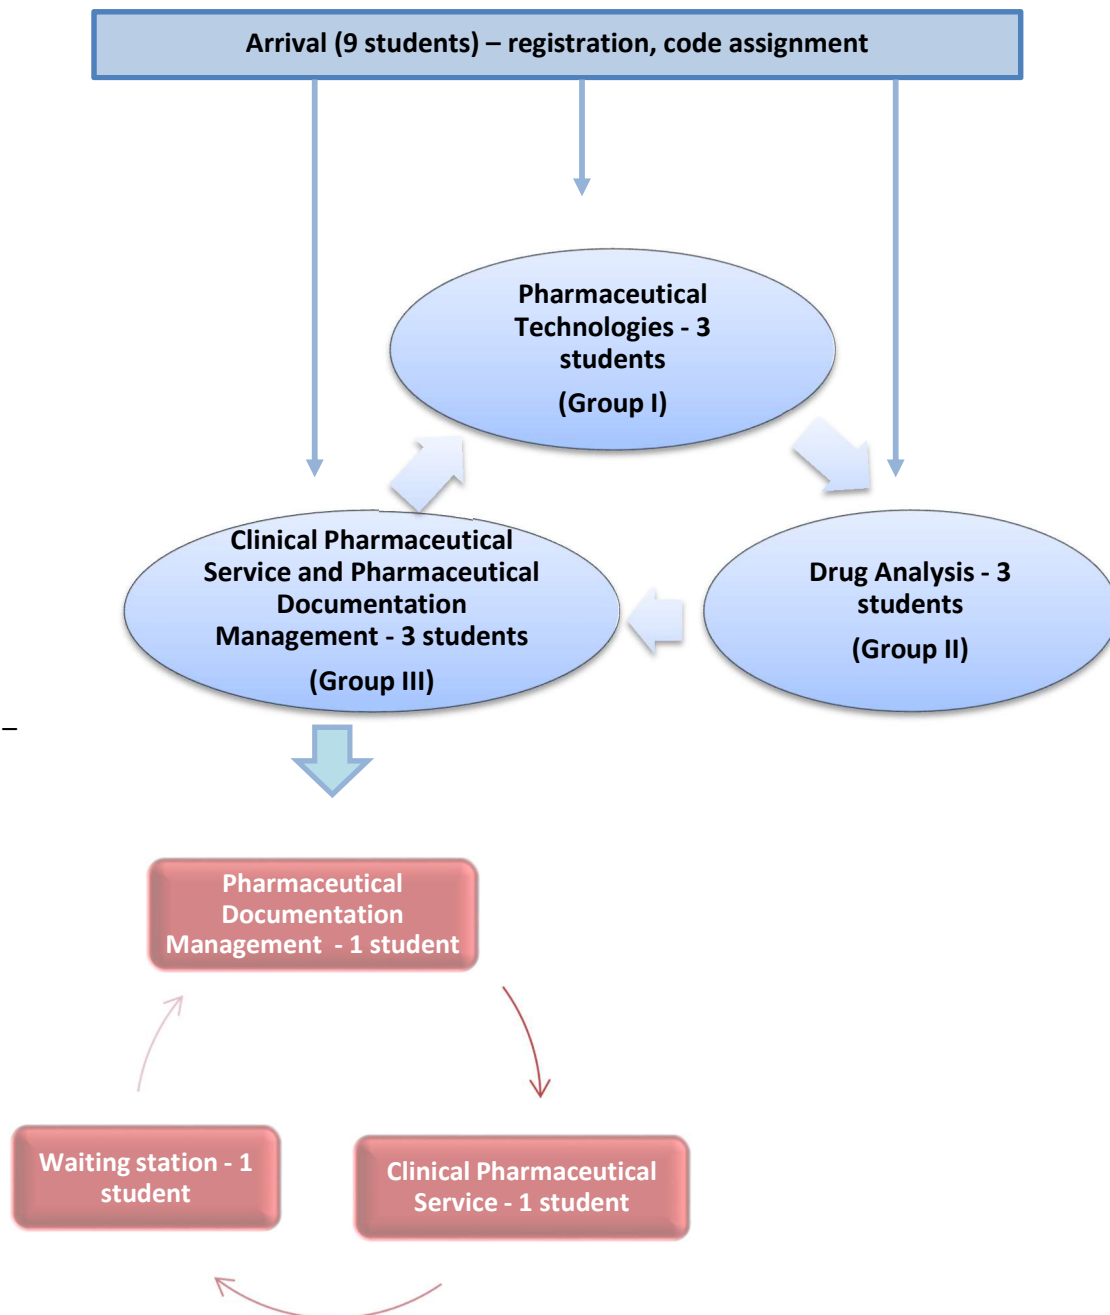 Arrival (9 students) – registration, code assignment
Pharmaceutical
Technologies - 3
students
(Group I)
Clinical Pharmaceutical
Service and Pharmaceutical
Documentation
Management - 3 students
(Group III)
Drug Analysis - 3
students
(Group II)
–
Pharmaceutical
Documentation
Management - 1 student
Waiting station - 1
student
Clinical Pharmaceutical
Service - 1 student